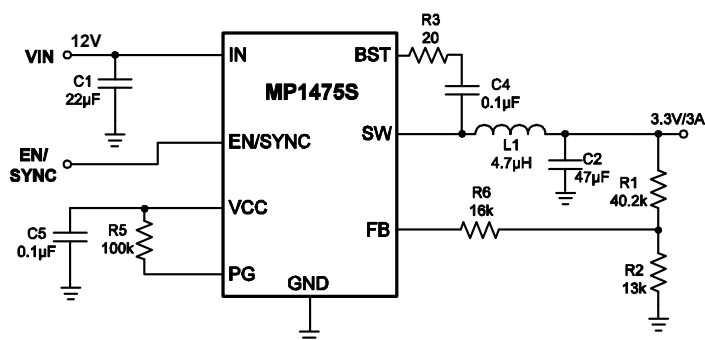 VIN
12V
C1
22µF
IN
BST
MP1475S
R3
20
C4
0.1µF
EN/
SYNC
EN/SYNC
SW
L1
4.7µH
3.3V/3A
C2
47µF
R1
40.2k
VCC
C5
0.1µF
R5
100k
PG
FB
R6
16k
R2
13k
GND